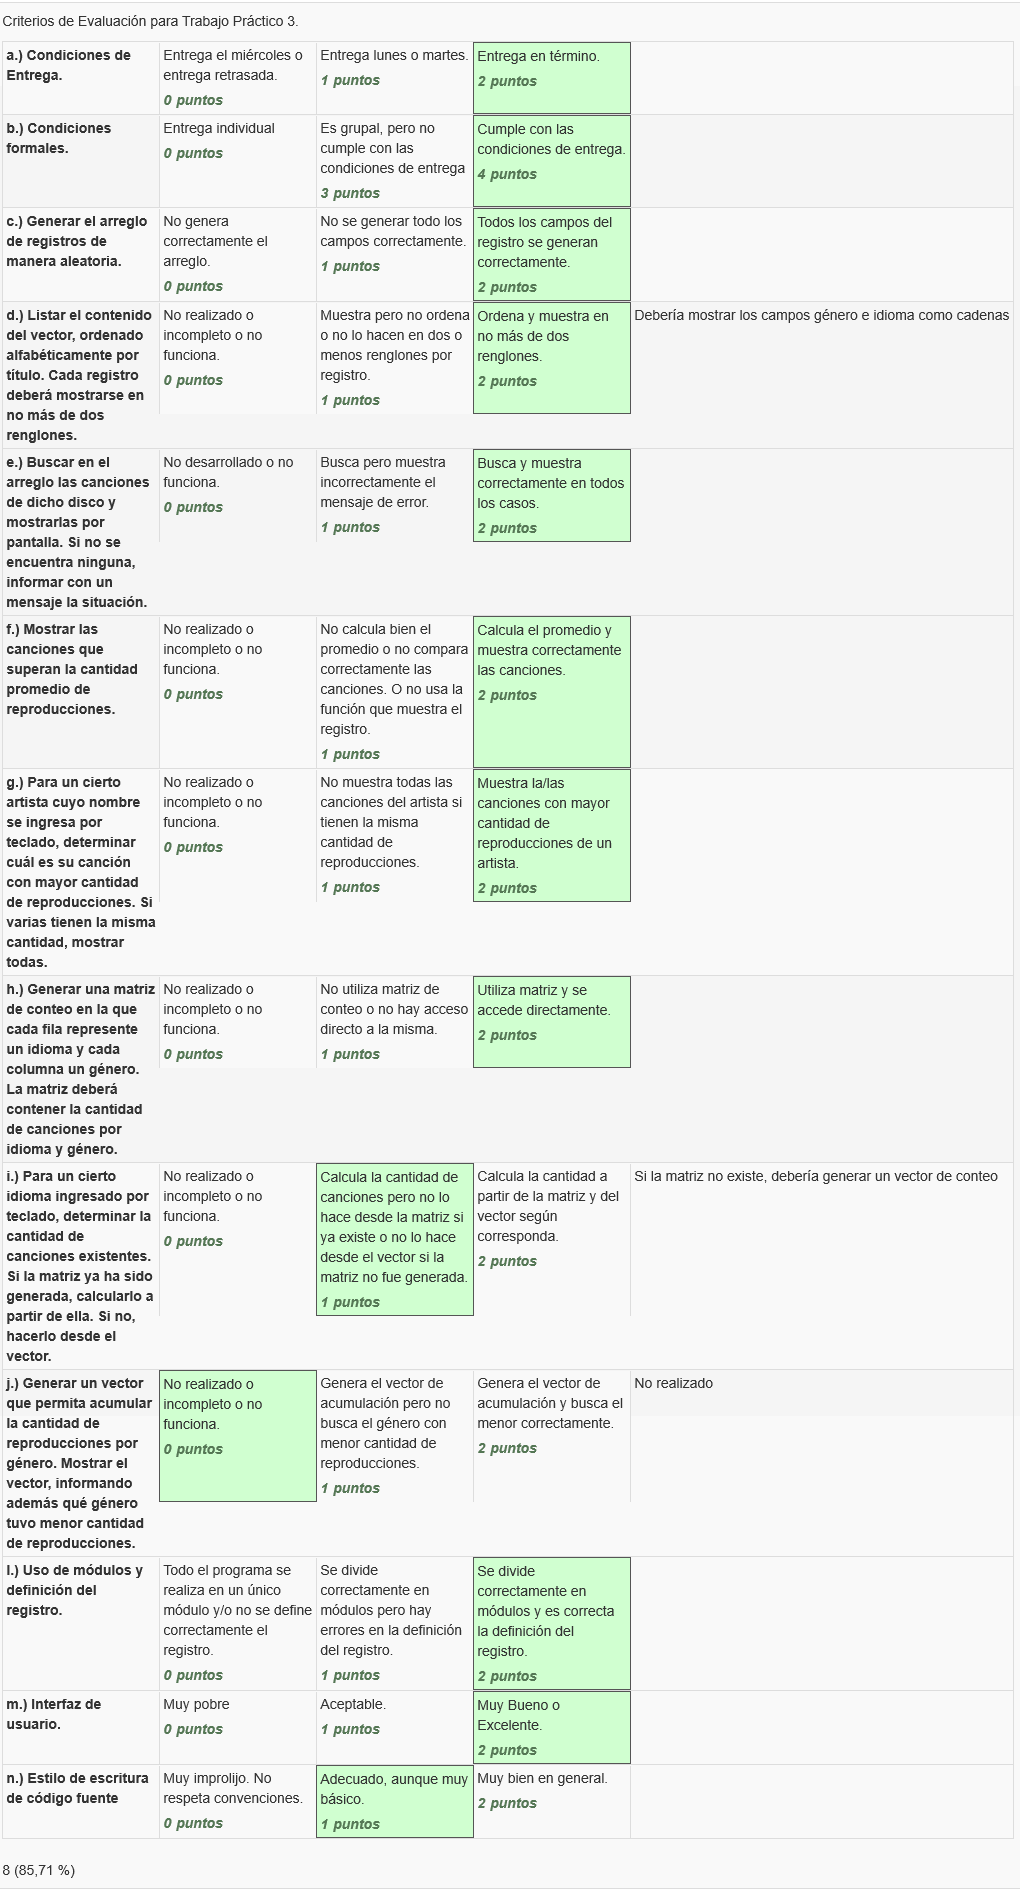 Criterios de Evaluación para Trabajo Práctico 3.
a.) Condiciones de
Entrega.
Entrega el miércoles o
entrega retrasada.
0 puntos
Entrega lunes o martes.
1 puntos
Entrega en término.
2 puntos
b.) Condiciones
formales.
Entrega individual
0 puntos
Es grupal, pero no
cumple con las
condiciones de entrega
3 puntos
Cumple con las
condiciones de entrega.
4 puntos
c.) Generar el arreglo
de registros de
manera aleatoria.
No genera
correctamente el
arreglo.
0 puntos
No se generar todo los
campos correctamente.
1 puntos
Todos los campos del
registro se generan
correctamente.
2 puntos
d.) Listar el contenido
del vector, ordenado
alfabéticamente por
título. Cada registro
deberá mostrarse en
no más de dos
renglones.
No realizado o
incompleto o no
funciona.
0 puntos
Muestra pero no ordena
o no lo hacen en dos o
menos renglones por
registro.
1 puntos
Ordena y muestra en
no más de dos
renglones.
2 puntos
Debería mostrar los campos género e idioma como cadenas
e.) Buscar en el
arreglo las canciones
de dicho disco y
mostrarlas por
pantalla. Si no se
encuentra ninguna,
informar con un
mensaje la situación.
No desarrollado o no
funciona.
0 puntos
Busca pero muestra
incorrectamente el
mensaje de error.
1 puntos
Busca y muestra
correctamente en todos
los casos.
2 puntos
f.) Mostrar las
canciones que
superan la cantidad
promedio de
reproducciones.
No realizado o
incompleto o no
funciona.
0 puntos
No calcula bien el
promedio o no compara
correctamente las
canciones. O no usa la
función que muestra el
registro.
1 puntos
Calcula el promedio y
muestra correctamente
las canciones.
2 puntos
g.) Para un cierto
artista cuyo nombre
se ingresa por
teclado, determinar
cuál es su canción
con mayor cantidad
de reproducciones. Si
varias tienen la misma
cantidad, mostrar
todas.
No realizado o
incompleto o no
funciona.
0 puntos
No muestra todas las
canciones del artista si
tienen la misma
cantidad de
reproducciones.
1 puntos
Muestra la/las
canciones con mayor
cantidad de
reproducciones de un
artista.
2 puntos
h.) Generar una matriz
de conteo en la que
cada fila represente
un idioma y cada
columna un género.
La matriz deberá
contener la cantidad
de canciones por
idioma y género.
No realizado o
incompleto o no
funciona.
0 puntos
No utiliza matriz de
conteo o no hay acceso
directo a la misma.
1 puntos
Utiliza matriz y se
accede directamente.
2 puntos
i.) Para un cierto
idioma ingresado por
teclado, determinar la
cantidad de
canciones existentes.
Si la matriz ya ha sido
generada, calcularlo a
partir de ella. Si no,
hacerlo desde el
vector.
No realizado o
incompleto o no
funciona.
0 puntos
Calcula la cantidad de
canciones pero no lo
hace desde la matriz si
ya existe o no lo hace
desde el vector si la
matriz no fue generada.
1 puntos
Calcula la cantidad a
partir de la matriz y del
vector según
corresponda.
2 puntos
Si la matriz no existe, debería generar un vector de conteo
j.) Generar un vector
que permita acumular
la cantidad de
reproducciones por
género. Mostrar el
vector, informando
además qué género
tuvo menor cantidad
de reproducciones.
No realizado o
incompleto o no
funciona.
0 puntos
Genera el vector de
acumulación pero no
busca el género con
menor cantidad de
reproducciones.
1 puntos
Genera el vector de
acumulación y busca el
menor correctamente.
2 puntos
No realizado
l.) Uso de módulos y
definición del
registro.
Todo el programa se
realiza en un único
módulo y/o no se define
correctamente el
registro.
0 puntos
Se divide
correctamente en
módulos pero hay
errores en la definición
del registro.
1 puntos
Se divide
correctamente en
módulos y es correcta
la definición del
registro.
2 puntos
m.) Interfaz de
usuario.
Muy pobre
0 puntos
Aceptable.
1 puntos
Muy Bueno o
Excelente.
2 puntos
n.) Estilo de escritura
de código fuente
Muy improlijo. No
respeta convenciones.
0 puntos
Adecuado, aunque muy
básico.
1 puntos
Muy bien en general.
2 puntos
8 (85,71 %)